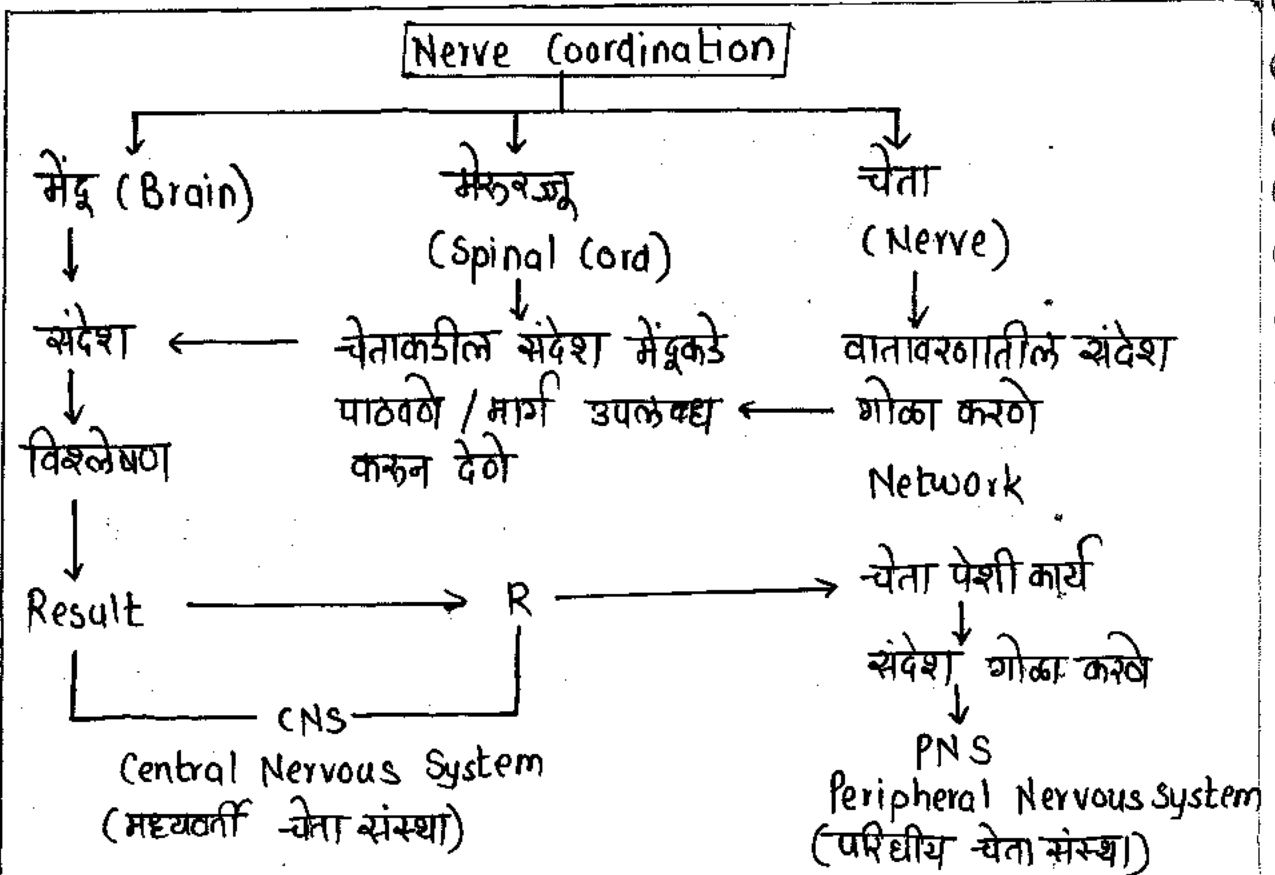 Nerve Coordination
मेंदू (Brain)
मेरुरज्जू
(Spinal Cord)
चेता
(Nerve)
संदेश
चेताकडील संदेश मेंदूकडे
पाठवणे / मार्ग उपलब्ध
करून देणे
वातावरणातील संदेश
गोळा करणे
Network
विश्लेषण
Result
R
चेता पेशी कार्य
संदेश गोळा करणे
CNS
Central Nervous System
(मध्यवर्ती चेता संस्था)
PNS
Peripheral Nervous System
(परिघीय चेता संस्था)